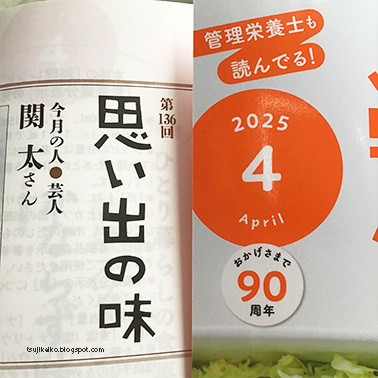 第136回
思い出の味
今月の人●芸人
関 太さん
tsujikeiko.blogspot.com
管理栄養士も
読んでる!
2025
4
April
おかげさまで
90
周年